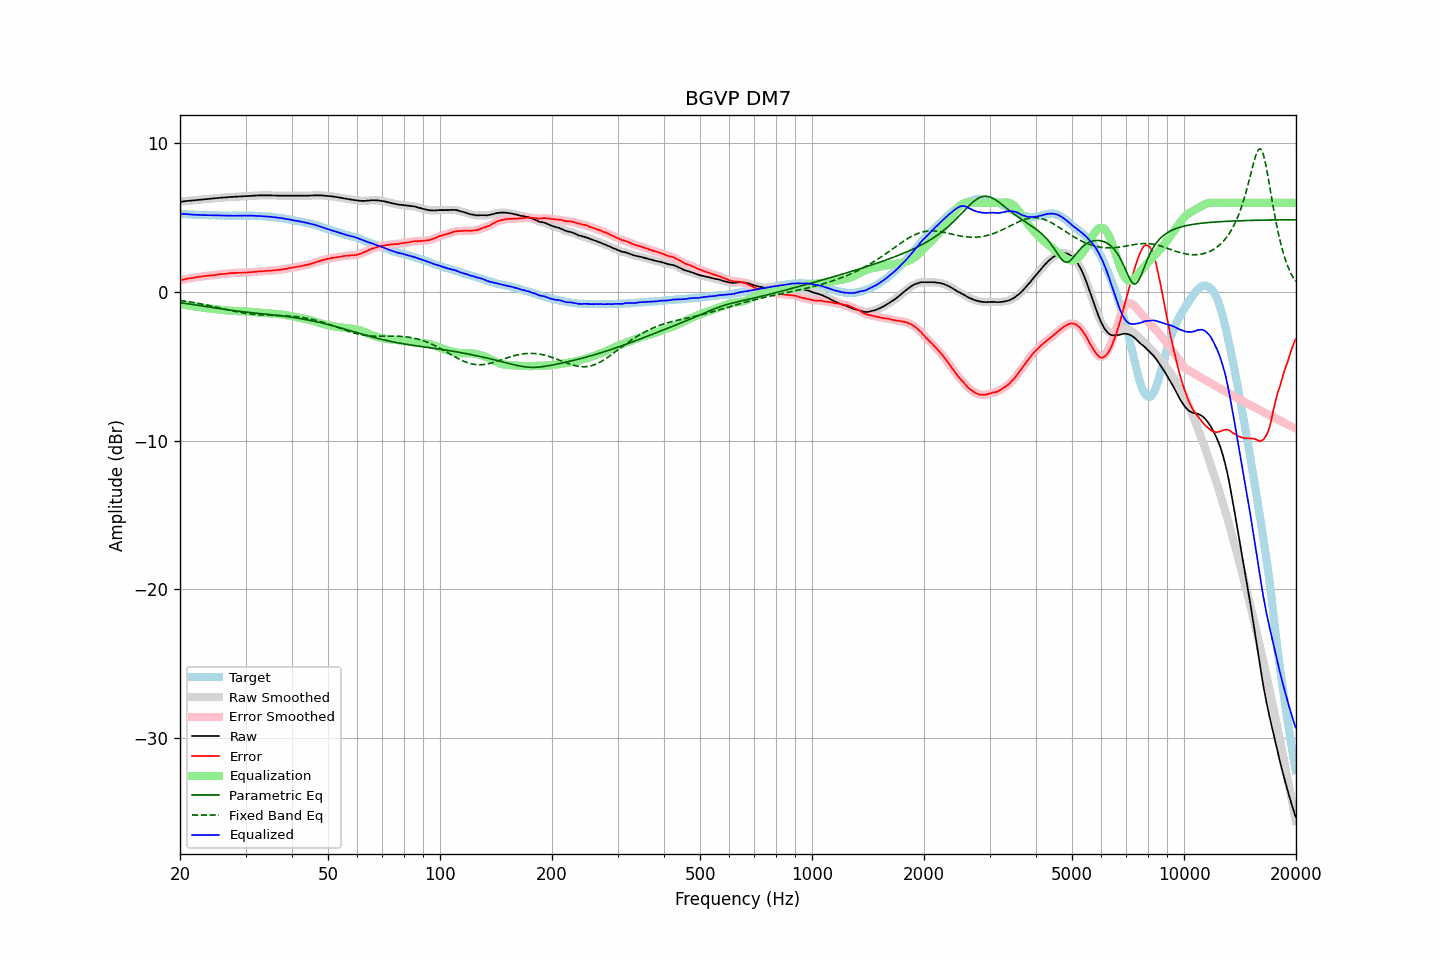 BGVP DM7
Amplitude (dBr)
10
0
−10
−20
−30
Target
Raw Smoothed
Error Smoothed
Raw
Error
Equalization
Parametric Eq
Fixed Band Eq
Equalized
20 50 100 200 500 1000 2000 5000 10000 20000
Frequency (Hz)